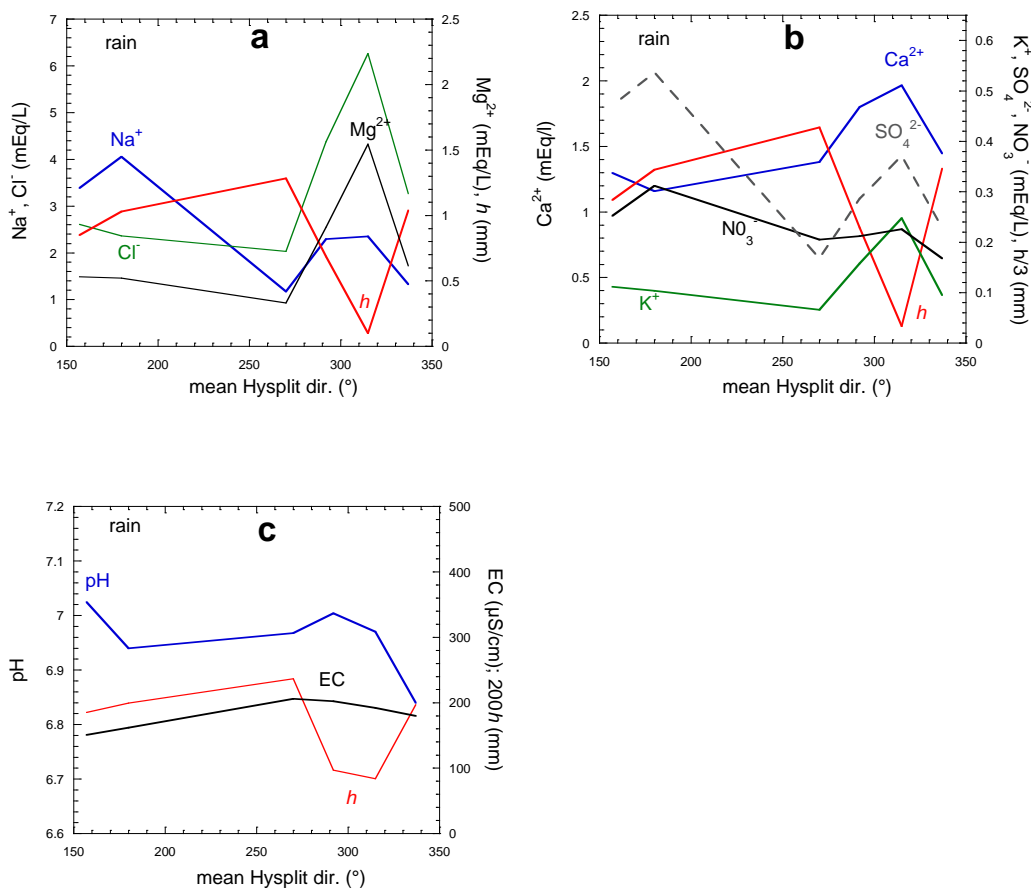 7
6
5
4
3
2
1
0
Na⁺, Cl⁻ (mEq/L)
rain
a
Na⁺
Cl⁻
Mg²⁺
h
2.5
2
1.5
1
0.5
0
Mg²⁺ (mEq/L), h (mm)
150 200 250 300 350
mean Hysplit dir. (°)
2.5
2
1.5
1
0.5
0
Ca²⁺ (mEq/l)
rain
b
Ca²⁺
SO₄²⁻
N0₃⁻
K⁺
h
0.6
0.5
0.4
0.3
0.2
0.1
0
K⁺, SO₄²⁻, NO₃⁻ (mEq/L), h/3 (mm)
150 200 250 300 350
mean Hysplit dir. (°)
7.2
7.1
7
6.9
6.8
6.7
6.6
pH
rain
c
pH
EC
h
500
400
300
200
100
0
EC (µS/cm); 200h (mm)
150 200 250 300 350
mean Hysplit dir. (°)